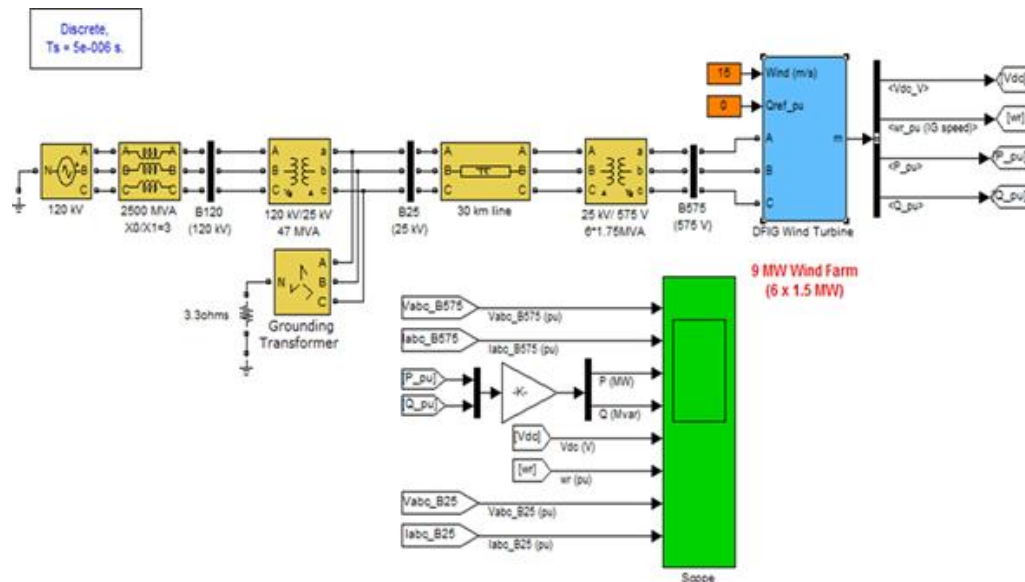 Discrete,
Ts = 5e-006 s.
N
A
B
C
120 kV
A
B
C
A
B
C
2500 MVA
X0/X1=3
B120
(120 kV)
A
B
C
a
b
c
120 kV/25 kV
47 MVA
B25
(25 kV)
A
B
C
A
B
C
30 km line
A
B
C
a
b
c
25 kV/ 575 V
6*1.75MVA
B575
(575 V)
15
Wind (m/s)
0
Qref_pu
A
B
C
m
DFIG Wind Turbine
<Vdc_V>
[Vdc]
<wr_pu (IG speed)>
[wr]
<P_pu>
[P_pu]
<Q_pu>
[Q_pu]
9 MW Wind Farm
(6 x 1.5 MW)
N
A
B
C
3.3ohms
Grounding
Transformer
Vabc_B575
Vabc_B575 (pu)
Iabc_B575
Iabc_B575 (pu)
[P_pu]
[Q_pu]
-K-
P (MW)
Q (Mvar)
[Vdc]
Vdc (V)
[wr]
wr (pu)
Vabc_B25
Vabc_B25 (pu)
Iabc_B25
Iabc_B25 (pu)
Scope